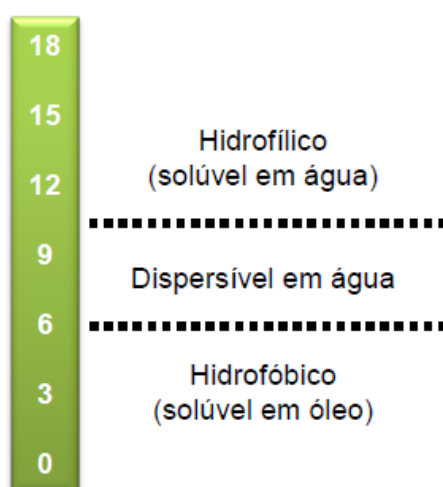 18
15
Hidrofílico
(solúvel em água)
12
9
Dispersível em água
6
Hidrofóbico
3
(solúvel em óleo)
0